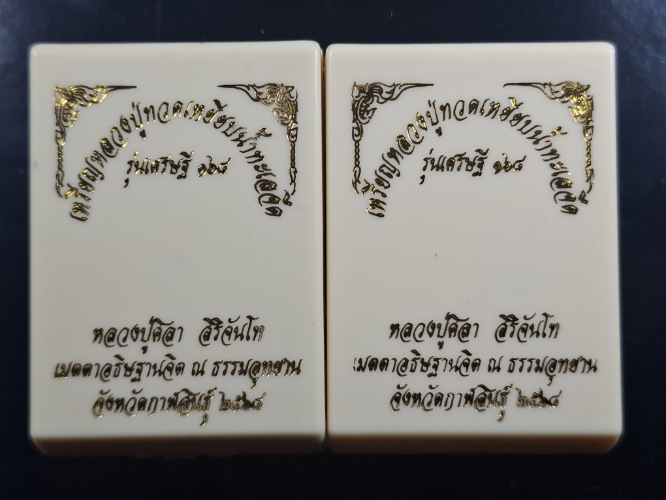 เหรียญหลวงปู่ทวดเหยียบน้ำทะเลจืด
รุ่นเศรษฐี ๑๖๘
หลวงปู่ศิลา สิริจันโท
เมตตาอธิษฐานจิต ณ ธรรมอุทยาน
จังหวัดกาฬสินธุ์ ๒๕๖๘
เหรียญหลวงปู่ทวดเหยียบน้ำทะเลจืด
รุ่นเศรษฐี ๑๖๘
หลวงปู่ศิลา สิริจันโท
เมตตาอธิษฐานจิต ณ ธรรมอุทยาน
จังหวัดกาฬสินธุ์ ๒๕๖๘